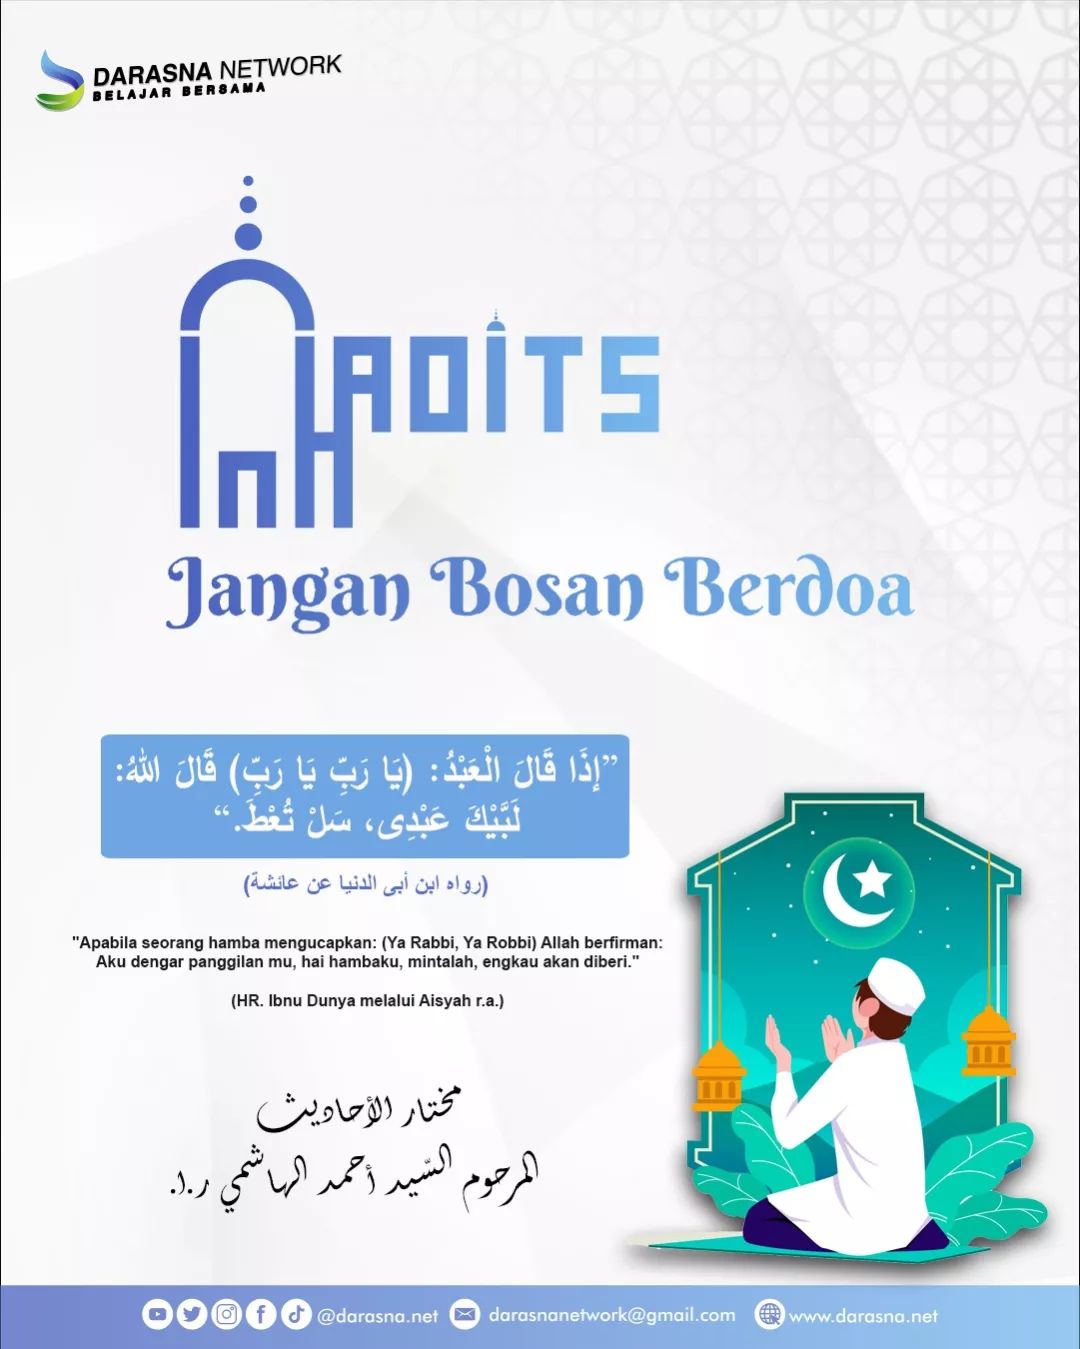 DARASNA NETWORK
BELAJAR BERSAMA
HADITS
Jangan Bosan Berdoa
”إِذَا قَالَ الْعَبْدُ: (يَا رَبِّ يَا رَبِّ) قَالَ اللهُ:
لَبَّيْكَ عَبْدِى، سَلْ تُعْطَ.“
(رواه ابن أبى الدنيا عن عائشة)
"Apabila seorang hamba mengucapkan: (Ya Rabbi, Ya Robbi) Allah berfirman:
Aku dengar panggilan mu, hai hambaku, mintalah, engkau akan diberi."
(HR. Ibnu Dunya melalui Aisyah r.a.)
مختار الأحاديث
المرحوم السّيد أحمد الهاشمي ر.ا.
@darasna.net darasnanetwork@gmail.com www.darasna.net